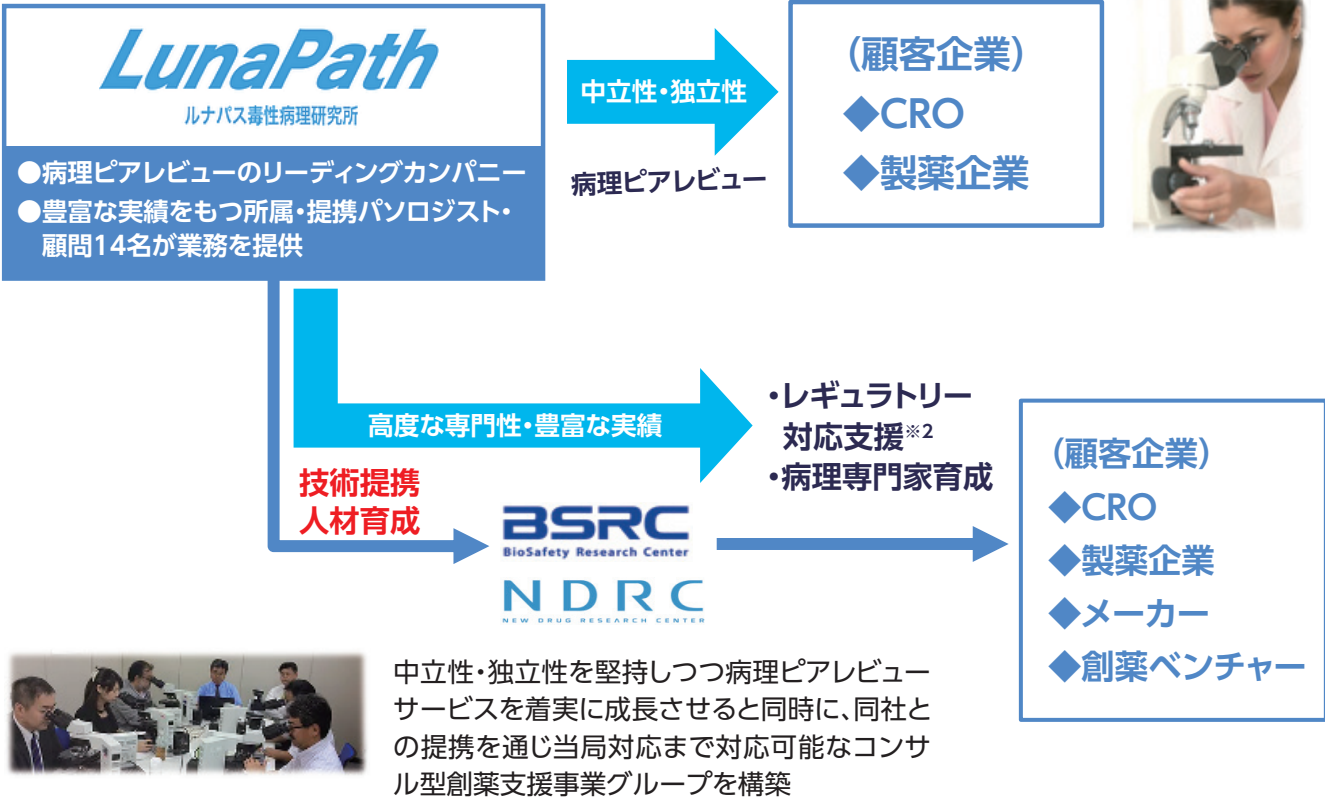 LunaPath
ルナパス毒性病理研究所
●病理ピアレビューのリーディングカンパニー
●豊富な実績をもつ所属・提携パソロジスト・
顧問14名が業務を提供
中立性・独立性
病理ピアレビュー
（顧客企業）
◆CRO
◆製薬企業
高度な専門性・豊富な実績
・レギュラトリー
対応支援※2
・病理専門家育成
技術提携
人材育成
BSRC
BioSafety Research Center
NDRC
NEW DRUG RESEARCH CENTER
（顧客企業）
◆CRO
◆製薬企業
◆メーカー
◆創薬ベンチャー
中立性・独立性を堅持しつつ病理ピアレビュー
サービスを着実に成長させると同時に、同社と
の提携を通じ当局対応まで対応可能なコンサ
ル型創薬支援事業グループを構築